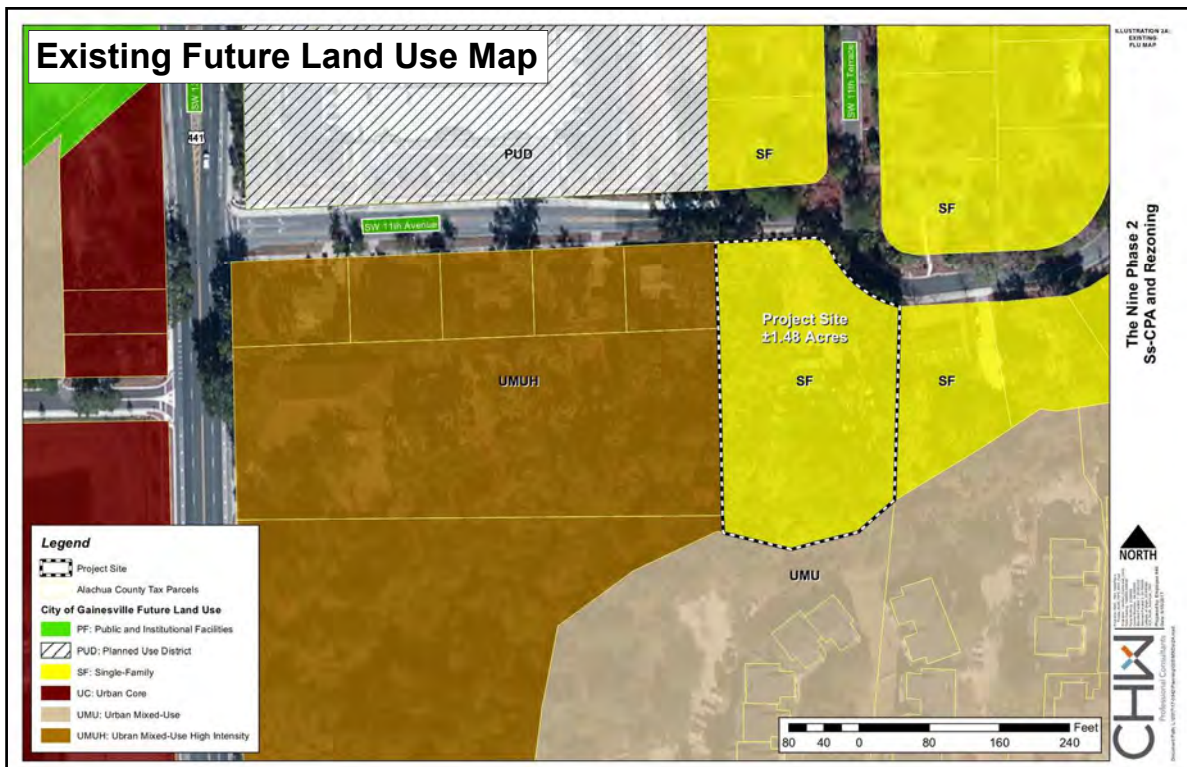 Existing Future Land Use Map
ILLUSTRATION 2A:
EXISTING
FLU MAP
The Nine Phase 2
Ss-CPA and Rezoning
441
SW 11th Terrace
PUD
SF
SF
SW 11th Avenue
Project Site
±1.48 Acres
SF
SF
UMUH
UMU
Legend
Project Site
Alachua County Tax Parcels
City of Gainesville Future Land Use
PF: Public and Institutional Facilities
PUD: Planned Use District
SF: Single-Family
UC: Urban Core
UMU: Urban Mixed-Use
UMUH: Ubran Mixed-Use High Intensity
NORTH
CHW
Professional Consultants
Feet
80 40 0 80 160 240